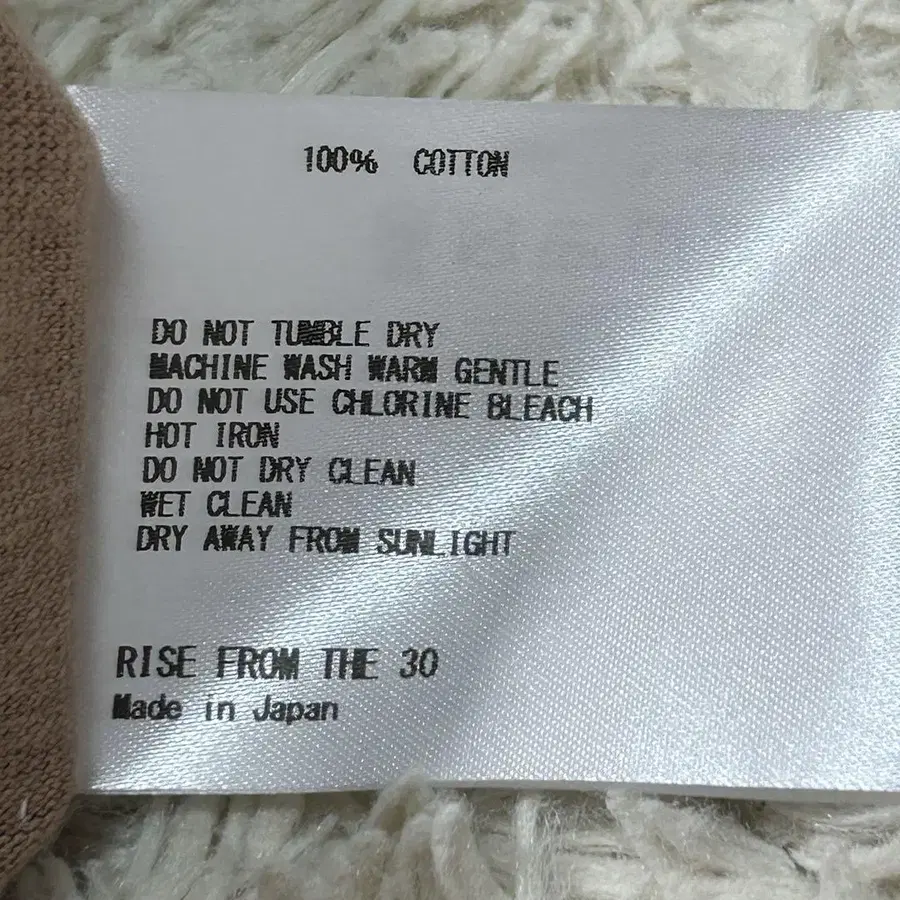 100% COTTON
DO NOT TUMBLE DRY
MACHINE WASH WARM GENTLE
DO NOT USE CHLORINE BLEACH
HOT IRON
DO NOT DRY CLEAN
WET CLEAN
DRY AWAY FROM SUNLIGHT
RISE FROM THE 30
Made in Japan